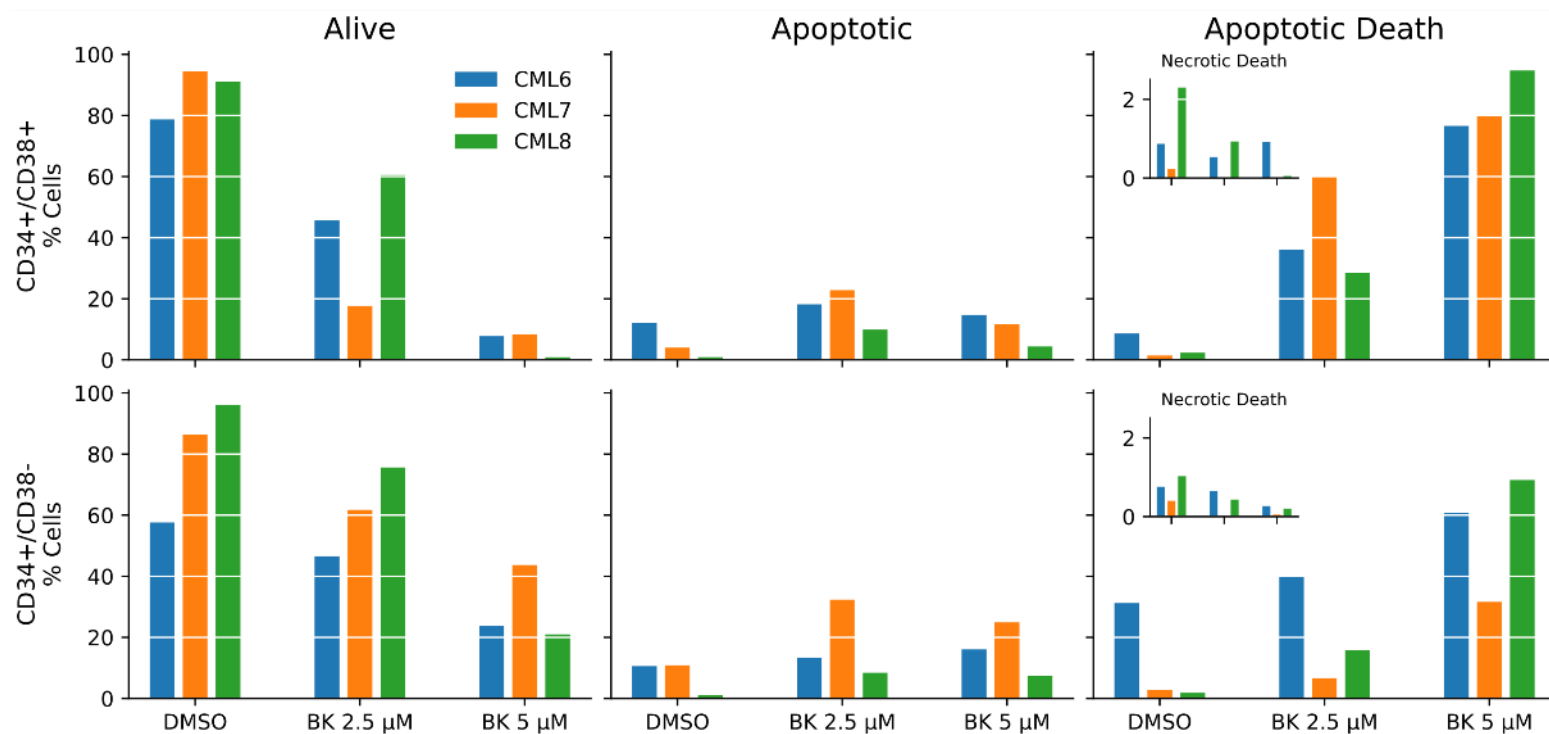 Alive
Apoptotic
Apoptotic Death
100
80
60
40
20
0
CD34+/CD38+
% Cells
CML6
CML7
CML8
Necrotic Death
2
0
100
80
60
40
20
0
CD34+/CD38-
% Cells
Necrotic Death
2
0
DMSO
BK 2.5 μM
BK 5 μM
DMSO
BK 2.5 μM
BK 5 μM
DMSO
BK 2.5 μM
BK 5 μM